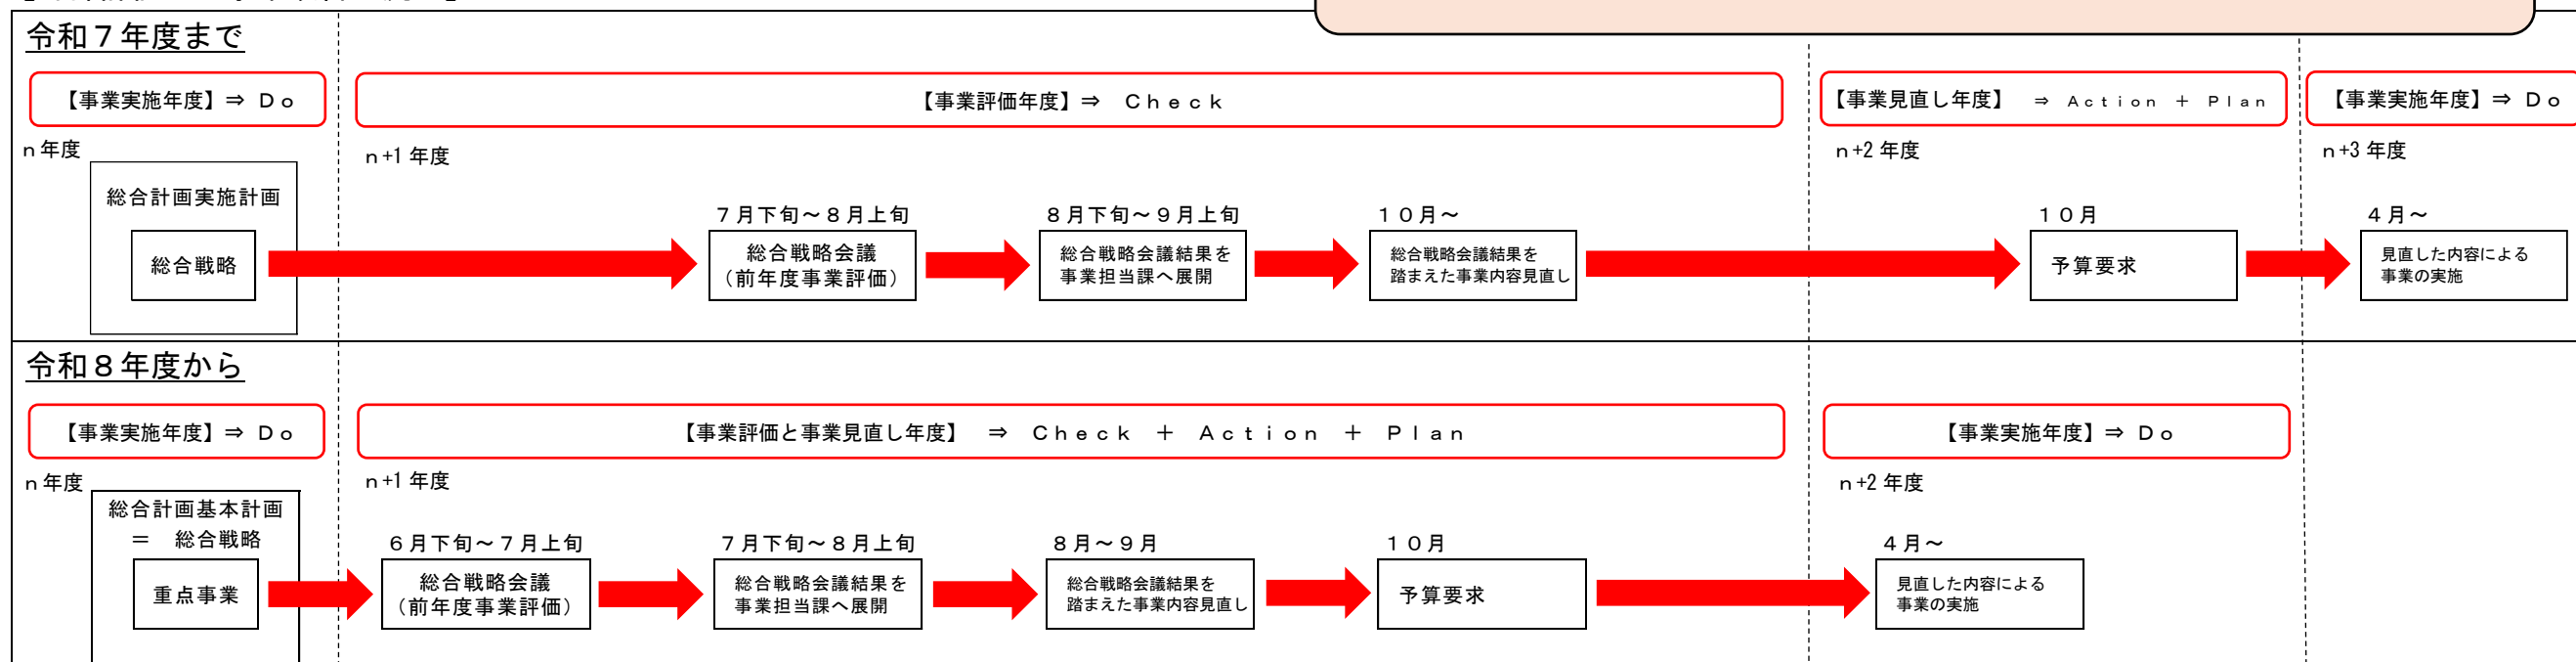 令和７年度まで
【事業実施年度】⇒ Ｄｏ
【事業評価年度】⇒　Ｃｈｅｃｋ
【事業見直し年度】　⇒　Ａｃｔｉｏｎ　＋　Ｐｌａｎ
【事業実施年度】⇒ Ｄｏ
ｎ年度
ｎ+1 年度
ｎ+2 年度
ｎ+3 年度
総合計画実施計画
総合戦略
７月下旬～８月上旬
総合戦略会議
（前年度事業評価）
８月下旬～９月上旬
総合戦略会議結果を
事業担当課へ展開
１０月～
総合戦略会議結果を
踏まえた事業内容見直し
１０月
予算要求
４月～
見直した内容による
事業の実施
令和８年度から
【事業実施年度】⇒ Ｄｏ
【事業評価と事業見直し年度】　⇒　Ｃｈｅｃｋ　＋　Ａｃｔｉｏｎ　＋　Ｐｌａｎ
【事業実施年度】⇒ Ｄｏ
ｎ年度
ｎ+1 年度
ｎ+2 年度
総合計画基本計画
＝　総合戦略
重点事業
６月下旬～７月上旬
総合戦略会議
（前年度事業評価）
７月下旬～８月上旬
総合戦略会議結果を
事業担当課へ展開
８月～９月
総合戦略会議結果を
踏まえた事業内容見直し
１０月
予算要求
４月～
見直した内容による
事業の実施